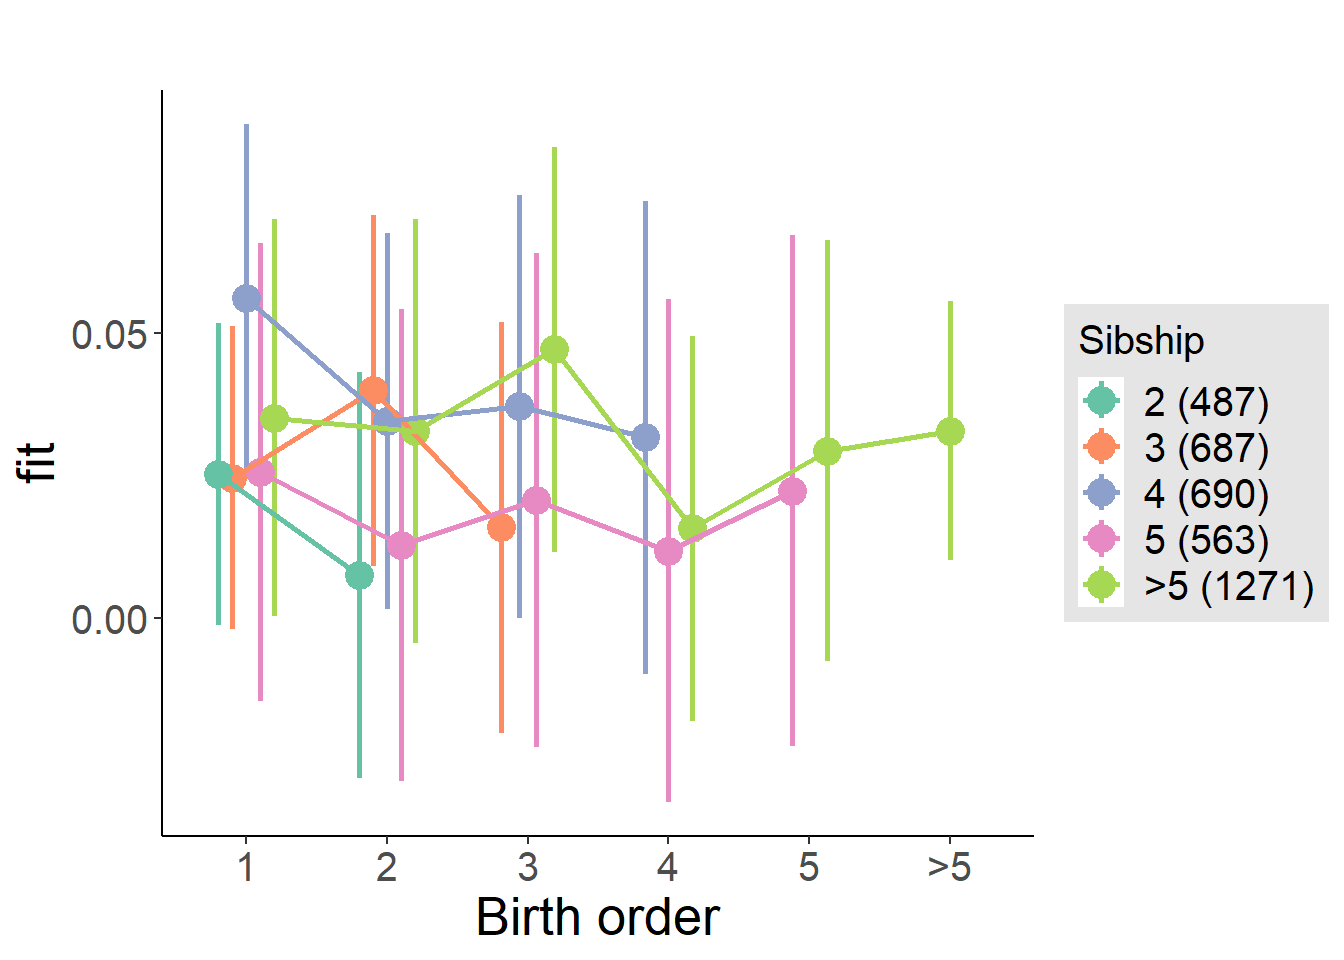 fit
0.05
0.00
1 2 3 4 5 >5
Birth order
Sibship
2 (487)
3 (687)
4 (690)
5 (563)
>5 (1271)